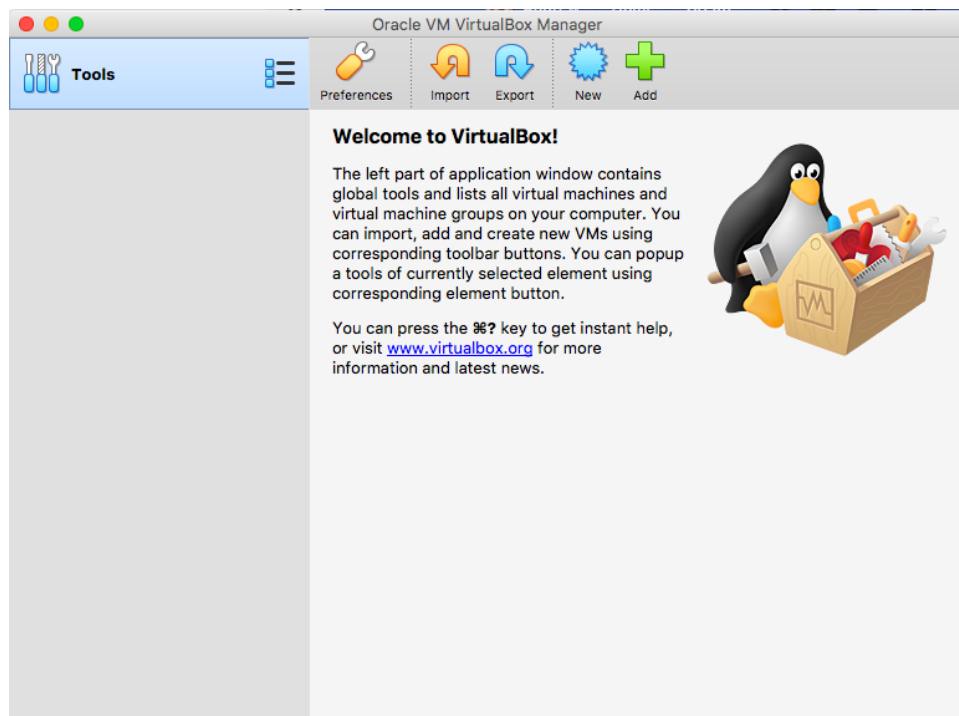 Oracle VM VirtualBox Manager
Tools
Preferences Import Export New Add
Welcome to VirtualBox!
The left part of application window contains
global tools and lists all virtual machines and
virtual machine groups on your computer. You
can import, add and create new VMs using
corresponding toolbar buttons. You can popup
a tools of currently selected element using
corresponding element button.
You can press the ⌘? key to get instant help,
or visit www.virtualbox.org for more
information and latest news.